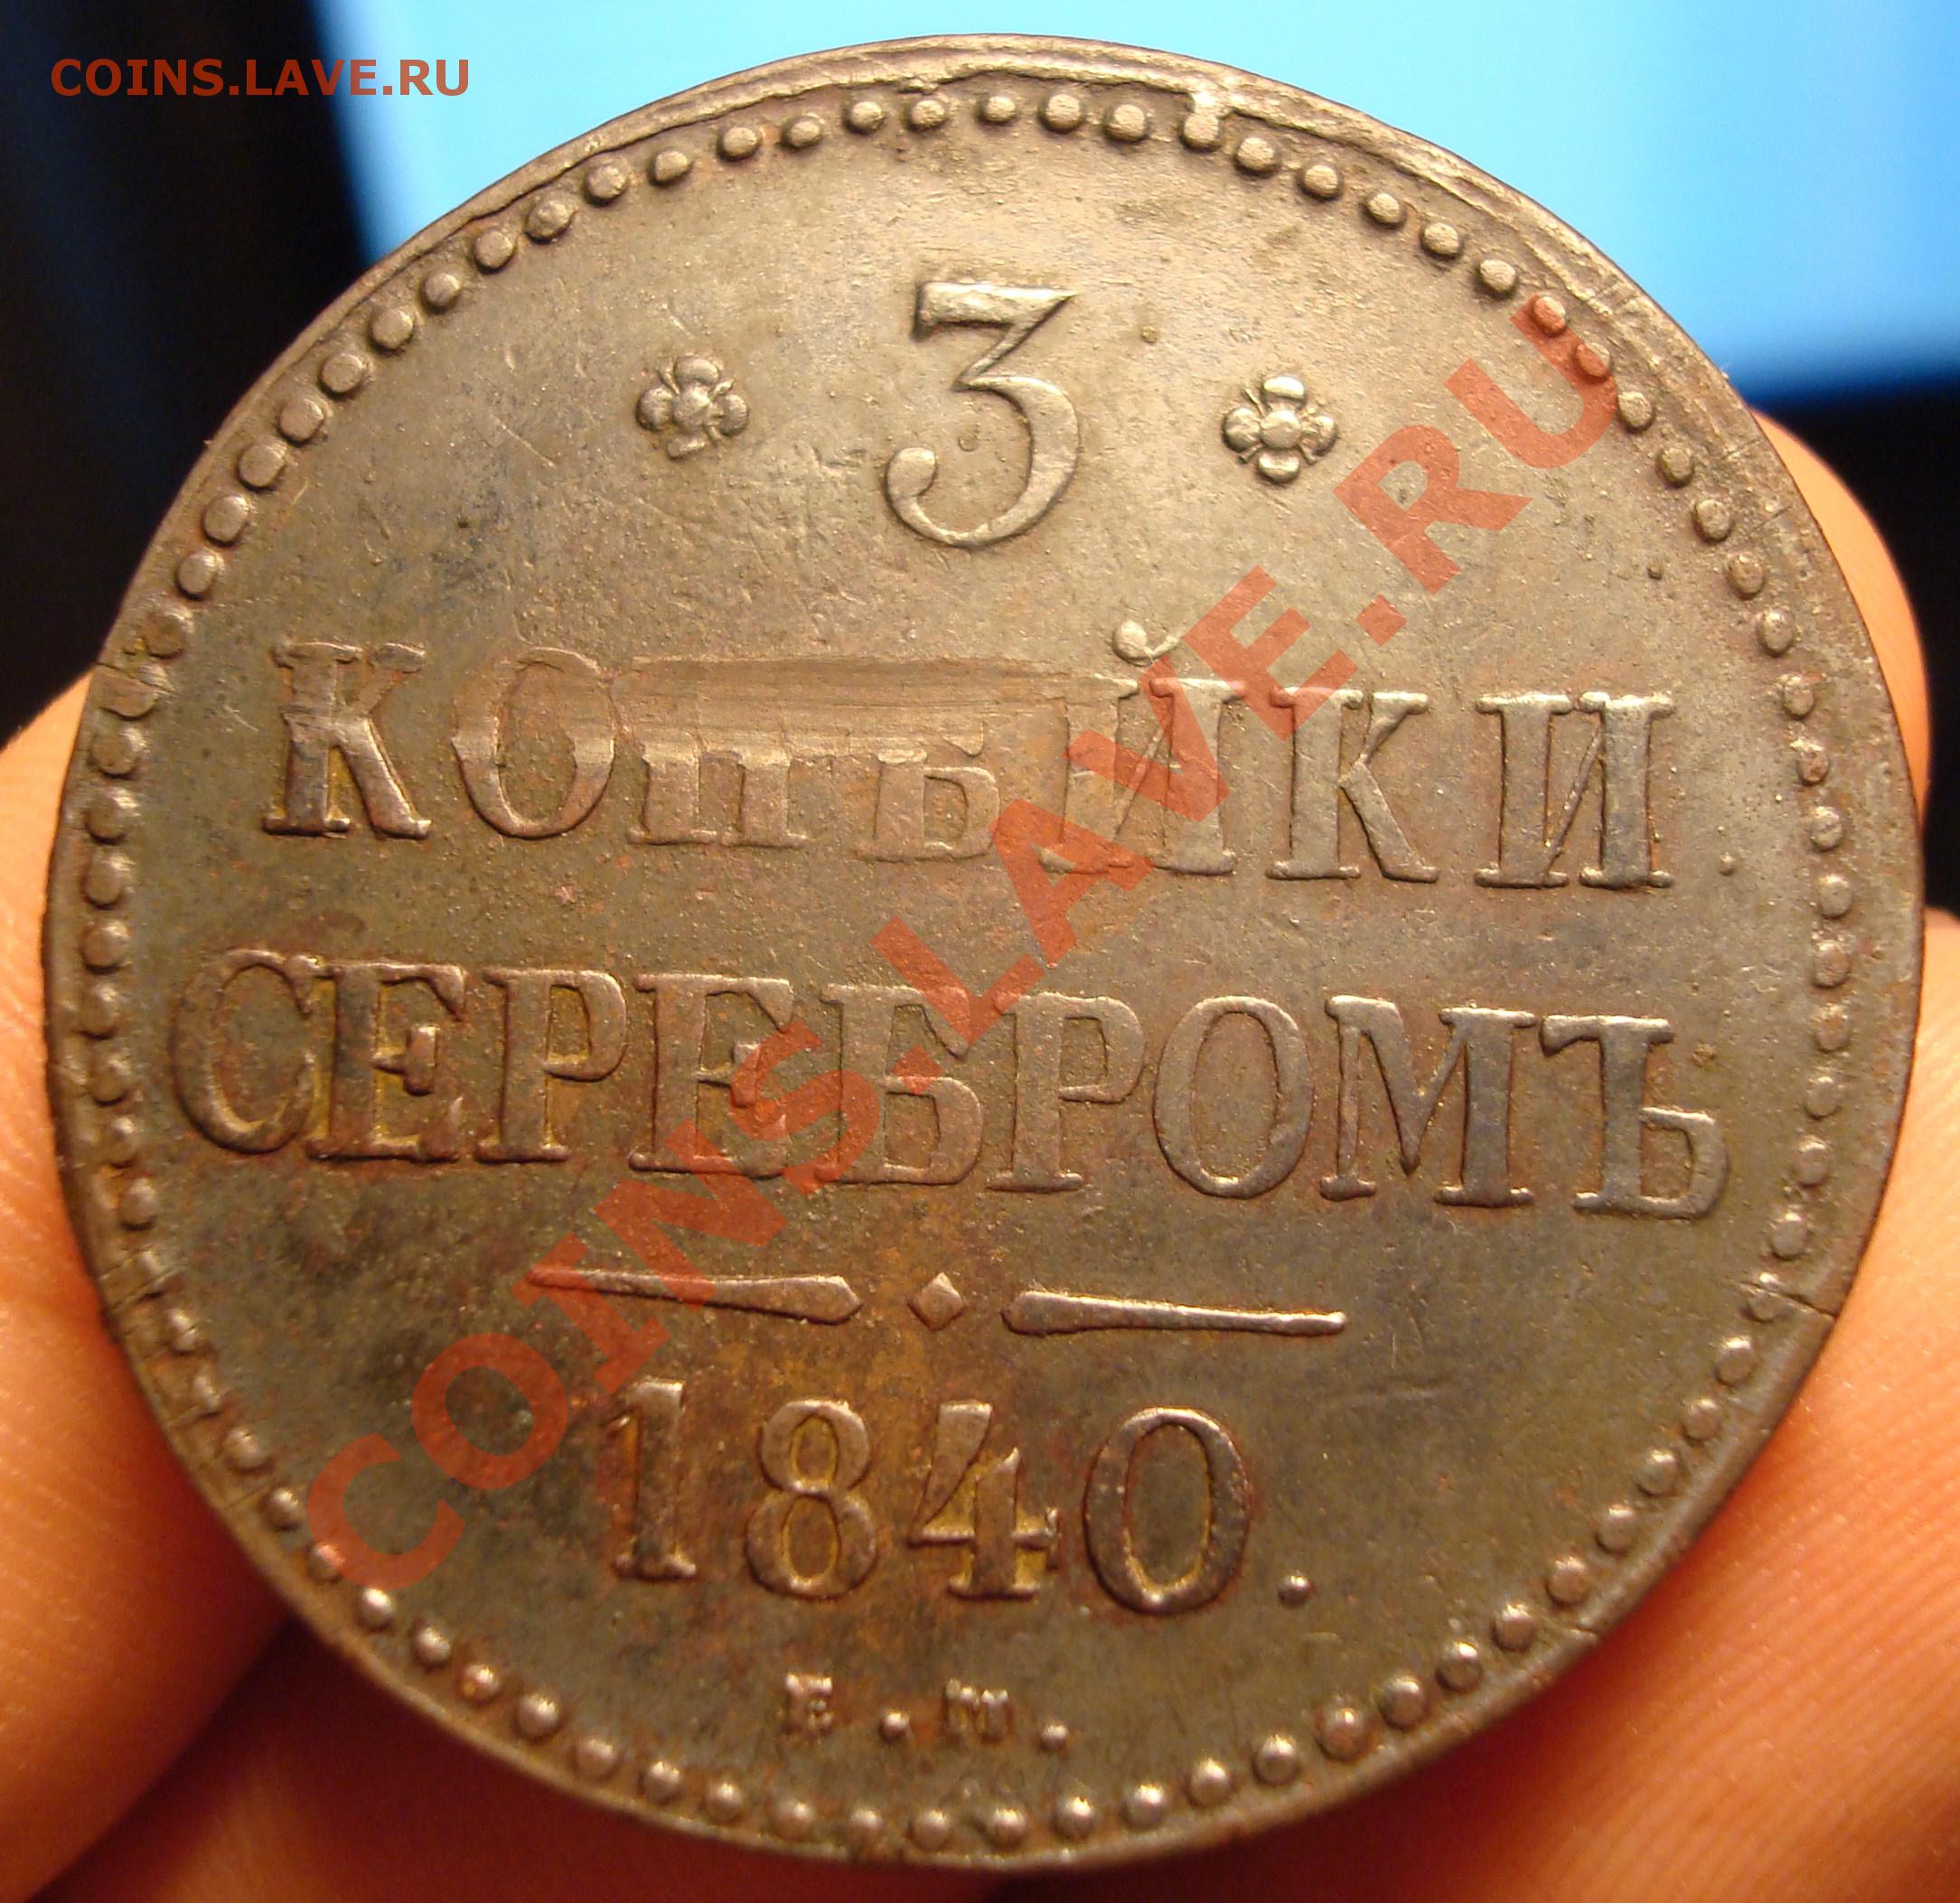 COINS.LAVE.RU
3
КОПѢЙКИ
СЕРЕБРОМЪ
1840.
Е.М.
COINS.LAVE.RU